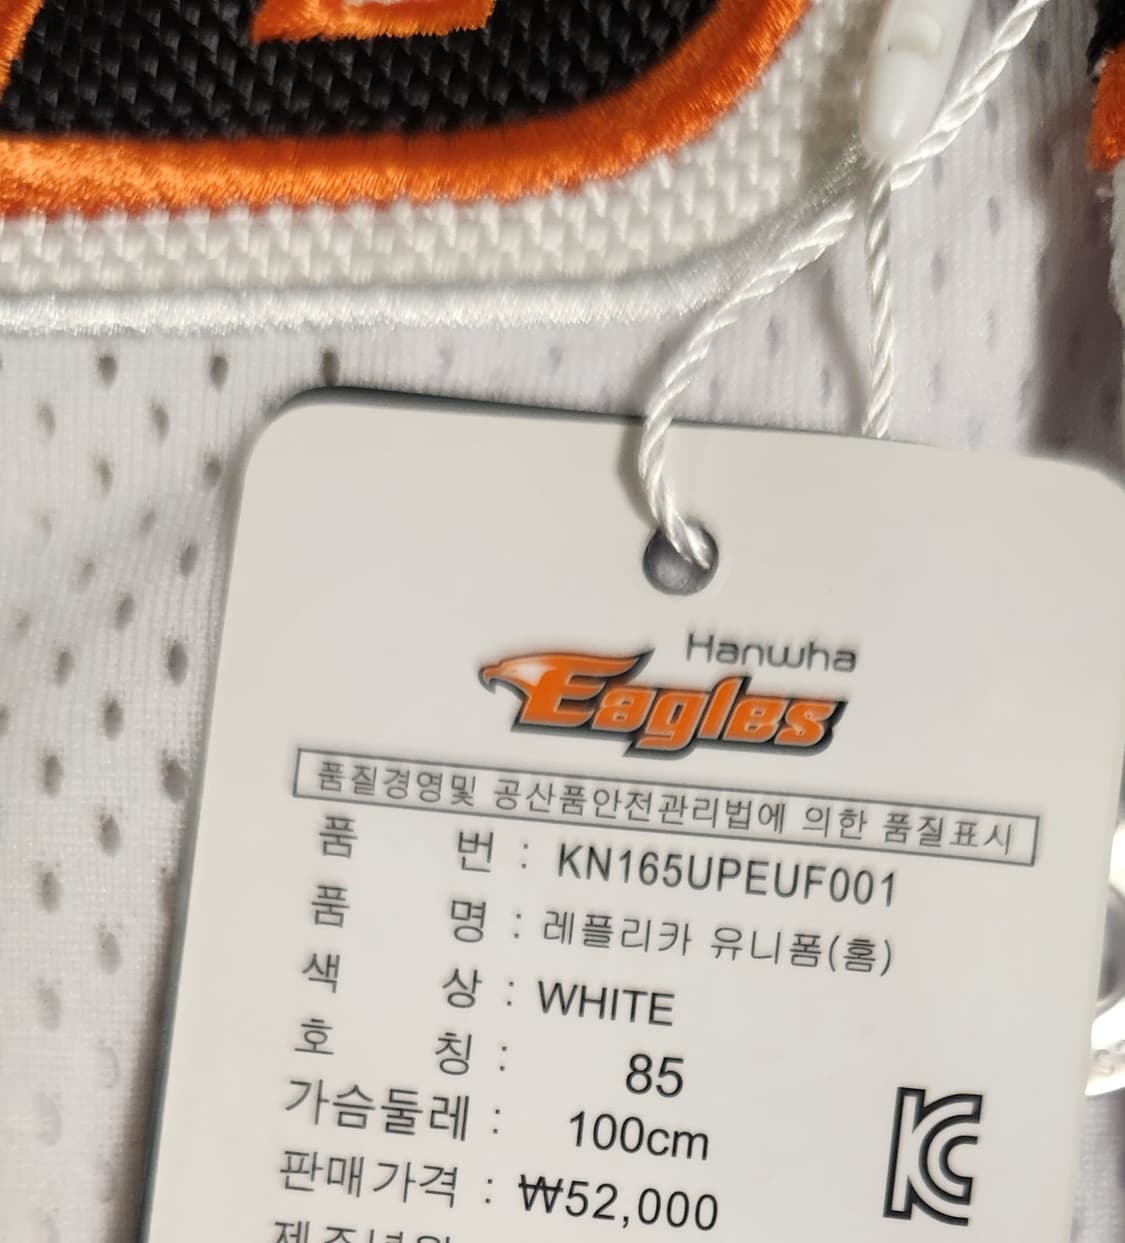 Hanwha
Eagles
품질경영및 공산품안전관리법에 의한 품질표시
품 번 : KN165UPEUF001
품 명 : 레플리카 유니폼(홈)
색 상 : WHITE
호 칭 : 85
가슴둘레 : 100cm
판매가격 : ₩52,000